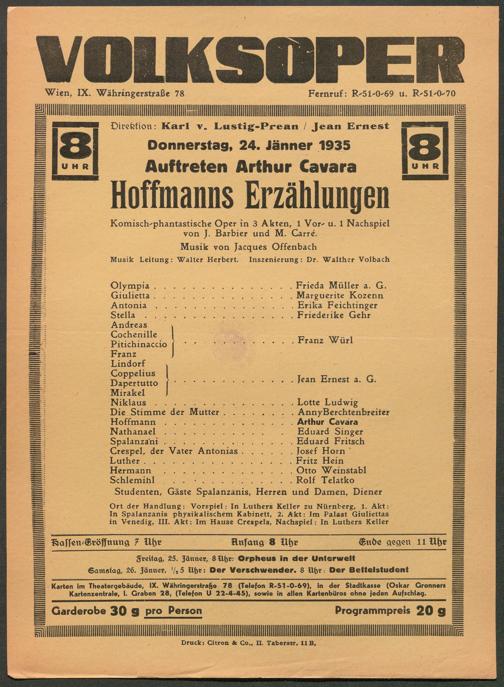 VOLKSOPER
Wien, IX. Währingerstraße 78 Fernruf: R-51-0-69 u. R-51-0-70
8 UHR
Direktion: Karl v. Lustig-Prean / Jean Ernest
8 UHR
Donnerstag, 24. Jänner 1935
Auftreten Arthur Cavara
Hoffmanns Erzählungen
Komisch-phantastische Oper in 3 Akten, 1 Vor- u. 1 Nachspiel
von J. Barbier und M. Carré.
Musik von Jacques Offenbach
Musik Leitung: Walter Herbert. Inszenierung: Dr. Walther Volbach
Olympia . . . . . . . . . . . . . Frieda Müller a. G.
Giulietta . . . . . . . . . . . . . Marguerite Kozenn
Antonia . . . . . . . . . . . . . Erika Feichtinger
Stella . . . . . . . . . . . . . Friederike Gehr
Andreas
Cochenille
Pitichinaccio . . . . . . . . . . Franz Würl
Franz
Lindorf
Coppelius
Dapertutto . . . . . . . . . . Jean Ernest a. G.
Mirakel
Niklaus . . . . . . . . . . . . . Lotte Ludwig
Die Stimme der Mutter . . . . . . . AnnyBerchtenbreiter
Hoffmann . . . . . . . . . . . . Arthur Cavara
Nathanael . . . . . . . . . . . . Eduard Singer
Spalanzani . . . . . . . . . . . . Eduard Fritsch
Crespel, der Vater Antonias . . . . . Josef Horn
Luther . . . . . . . . . . . . . Fritz Hein
Hermann . . . . . . . . . . . . Otto Weinstabl
Schlemihl . . . . . . . . . . . . Rolf Telatko
Studenten, Gäste Spalanzanis, Herren und Damen, Diener
Ort der Handlung: Vorspiel: In Luthers Keller zu Nürnberg, 1. Akt:
In Spalanzanis physikalischem Kabinett, 2. Akt: Im Palast Giuliettas
in Venedig, III. Akt: Im Hause Crespels, Nachspiel: In Luthers Keller
Kassen-Eröffnung 7 Uhr Anfang 8 Uhr Ende gegen 11 Uhr
Freitag, 25. Jänner, 8 Uhr: Orpheus in der Unterwelt
Samstag, 26. Jänner, ½5 Uhr: Der Verschwender. 8 Uhr: Der Bettelstudent
Karten im Theatergebäude, IX. Währingerstraße 78 (Telefon R-51-0-69), in der Stadtkasse (Oskar Gronners
Kartenzentrale, I. Graben 28, (Telefon U 22-4-45), sowie in allen Kartenbüros ohne jeden Aufschlag.
Garderobe 30 g pro Person Programmpreis 20 g
Druck: Citron & Co., II. Taborstr. 11 B,